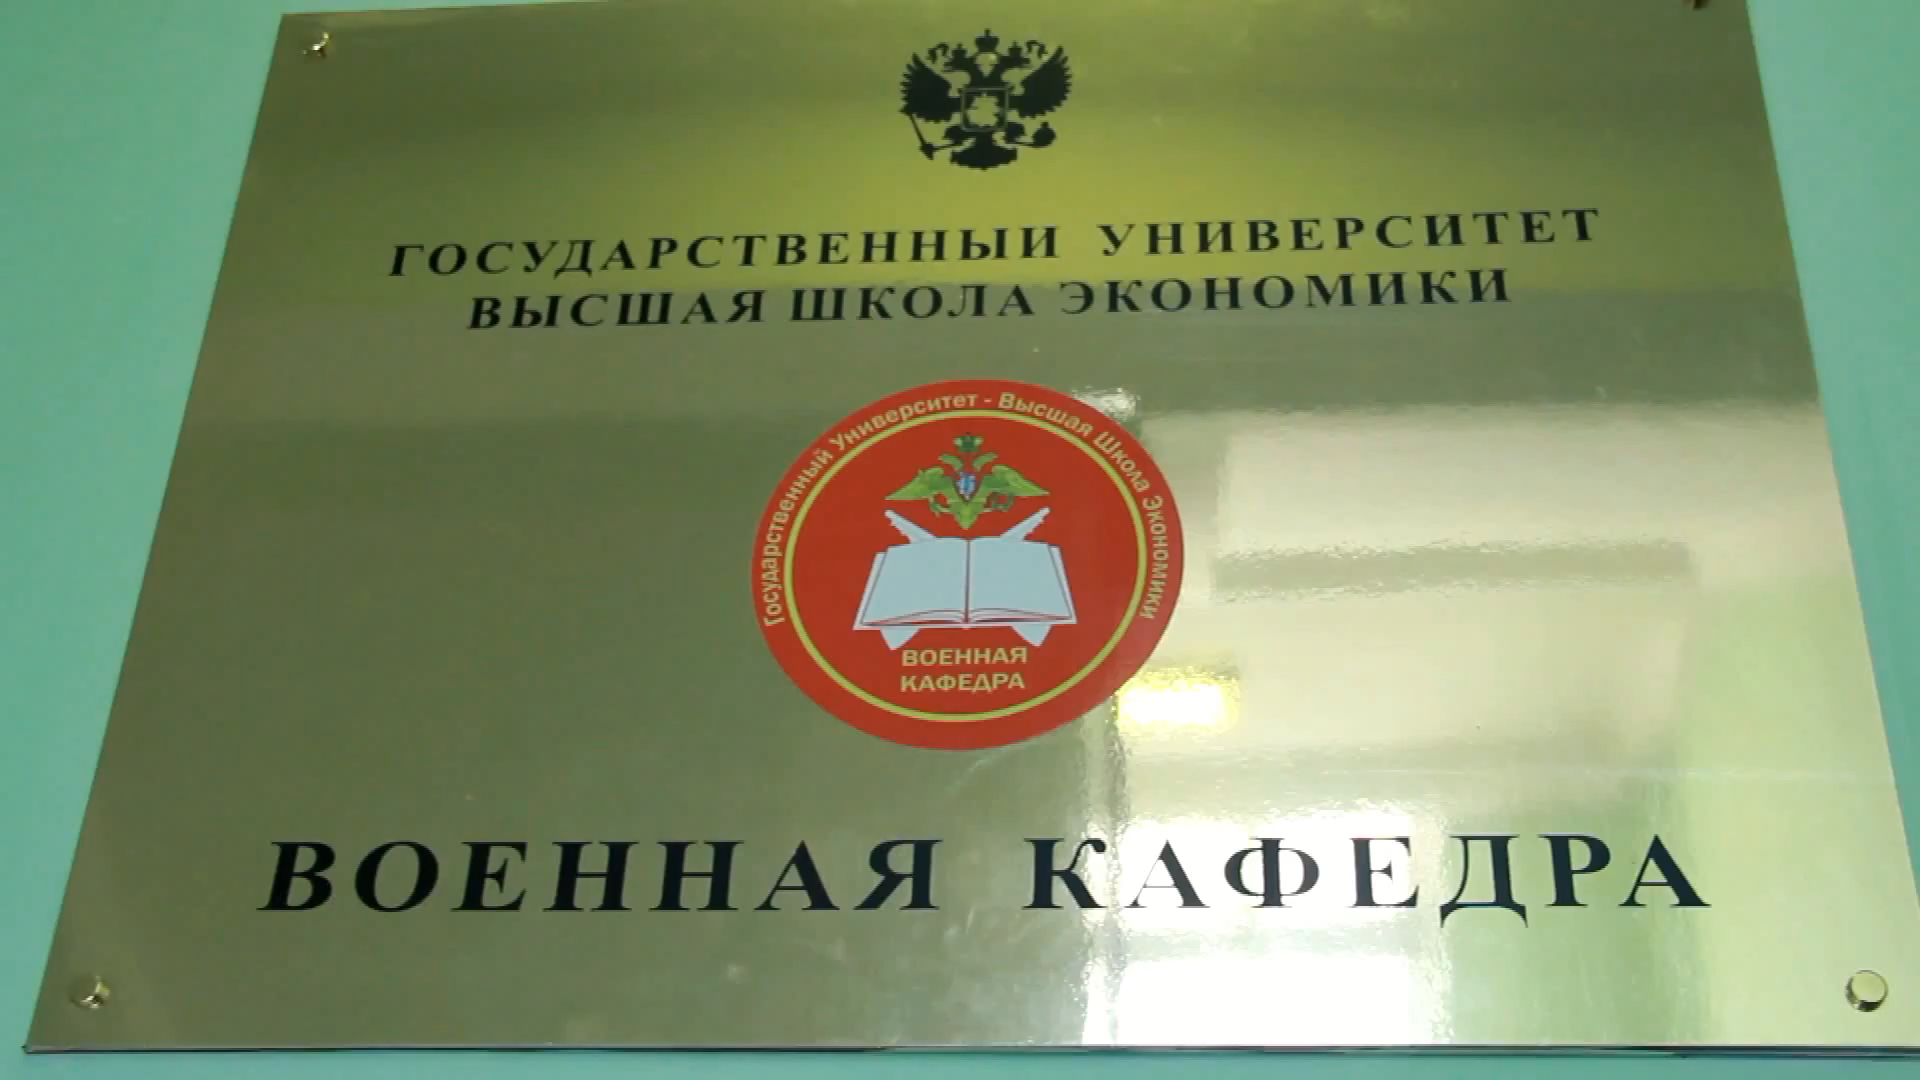 ГОСУДАРСТВЕННЫЙ УНИВЕРСИТЕТ
ВЫСШАЯ ШКОЛА ЭКОНОМИКИ
Государственный Университет - Высшая Школа Экономики
ВОЕННАЯ
КАФЕДРА
ВОЕННАЯ КАФЕДРА